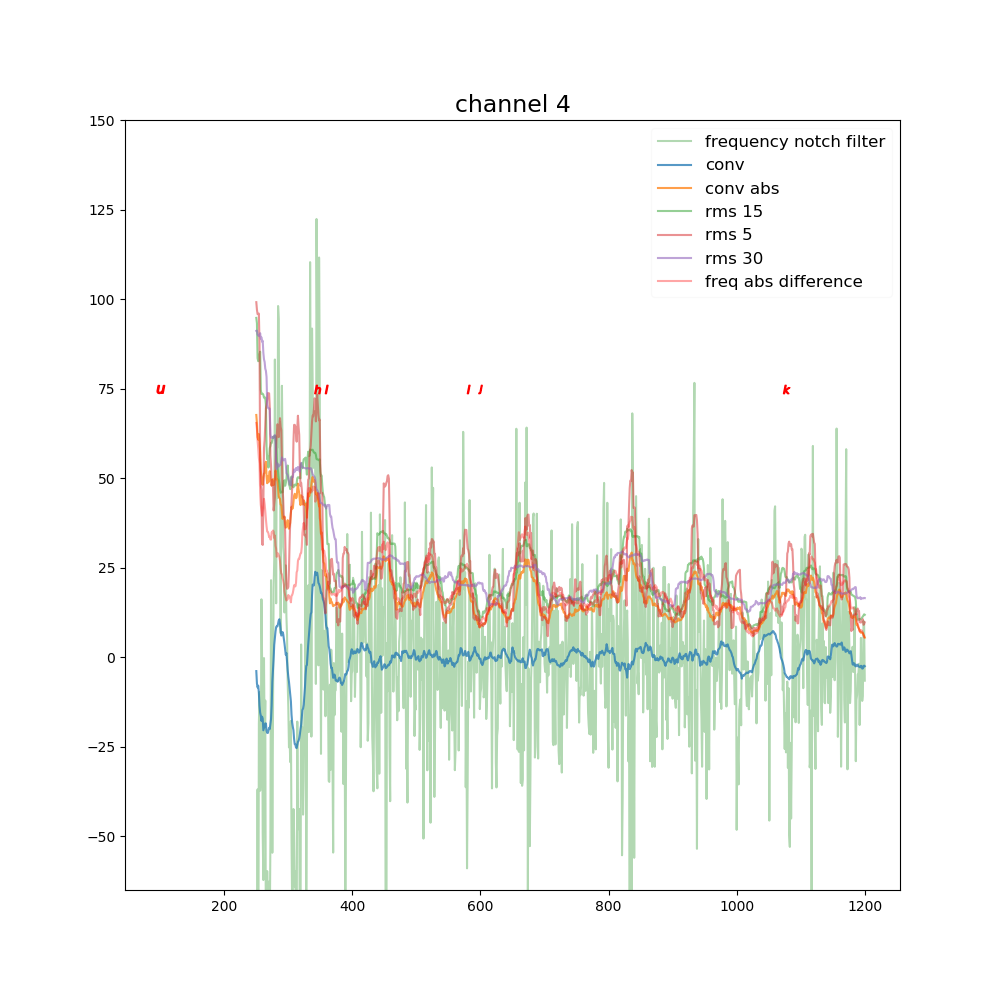 channel 4
150
125
100
75
50
25
0
−25
−50
frequency notch filter
conv
conv abs
rms 15
rms 5
rms 30
freq abs difference
u h l l j k
200 400 600 800 1000 1200